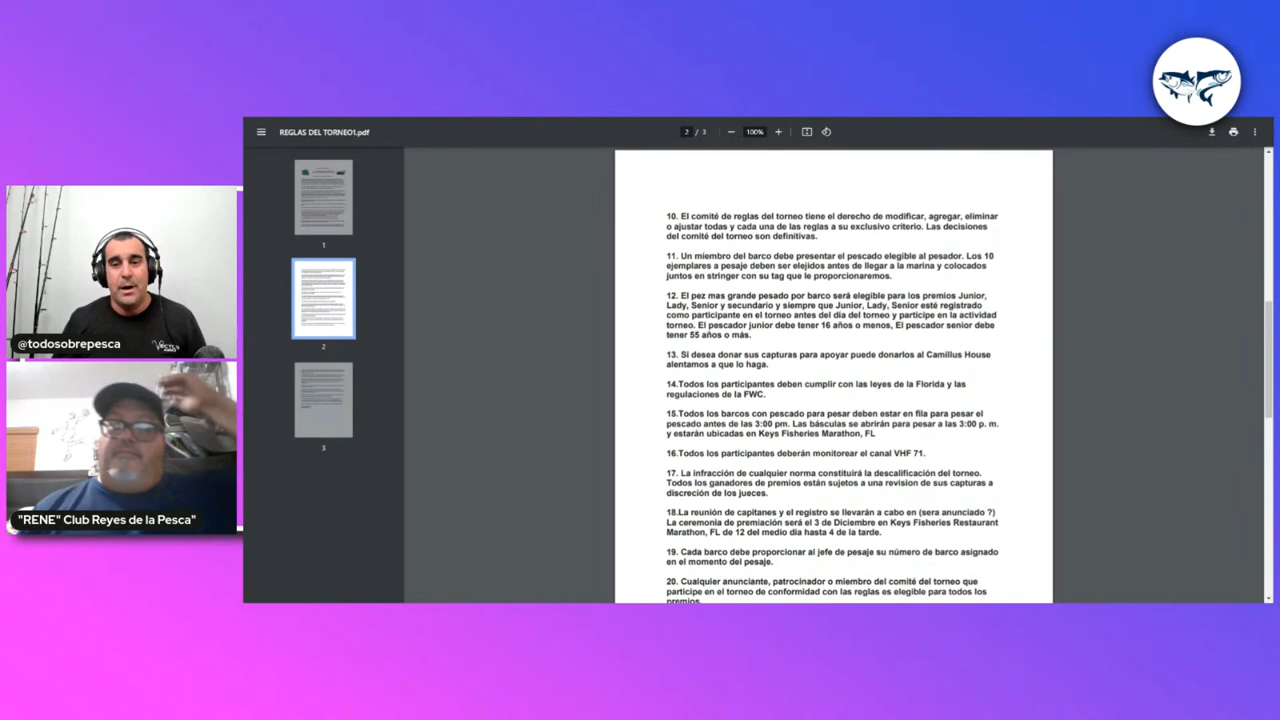 REGLAS DEL TORNEO1.pdf
2 / 3
100%
1
2
3
@todosobrepesca
"RENE" Club Reyes de la Pesca"
10. El comité de reglas del torneo tiene el derecho de modificar, agregar, eliminar
o ajustar todas y cada una de las reglas a su exclusivo criterio. Las decisiones
del comité del torneo son definitivas.
11. Un miembro del barco debe presentar el pescado elegible al pesador. Los 10
ejemplares a pesaje deben ser elejidos antes de llegar a la marina y colocados
juntos en stringer con su tag que le proporcionaremos.
12. El pez mas grande pesado por barco será elegible para los premios Junior,
Lady, Senior y secundario y siempre que Junior, Lady, Senior esté registrado
como participante en el torneo antes del día del torneo y participe en la actividad
torneo. El pescador junior debe tener 16 años o menos, El pescador senior debe
tener 55 años o más.
13. Si desea donar sus capturas para apoyar puede donarlos al Camillus House
alentamos a que lo haga.
14.Todos los participantes deben cumplir con las leyes de la Florida y las
regulaciones de la FWC.
15.Todos los barcos con pescado para pesar deben estar en fila para pesar el
pescado antes de las 3:00 pm. Las básculas se abrirán para pesar a las 3:00 p. m.
y estarán ubicadas en Keys Fisheries Marathon, FL
16.Todos los participantes deberán monitorear el canal VHF 71.
17. La infracción de cualquier norma constituirá la descalificación del torneo.
Todos los ganadores de premios están sujetos a una revision de sus capturas a
discreción de los jueces.
18.La reunión de capitanes y el registro se llevarán a cabo en (sera anunciado ?)
La ceremonia de premiación será el 3 de Diciembre en Keys Fisheries Restaurant
Marathon, FL de 12 del medio dia hasta 4 de la tarde.
19. Cada barco debe proporcionar al jefe de pesaje su número de barco asignado
en el momento del pesaje.
20. Cualquier anunciante, patrocinador o miembro del comité del torneo que
participe en el torneo de conformidad con las reglas es elegible para todos los
premios